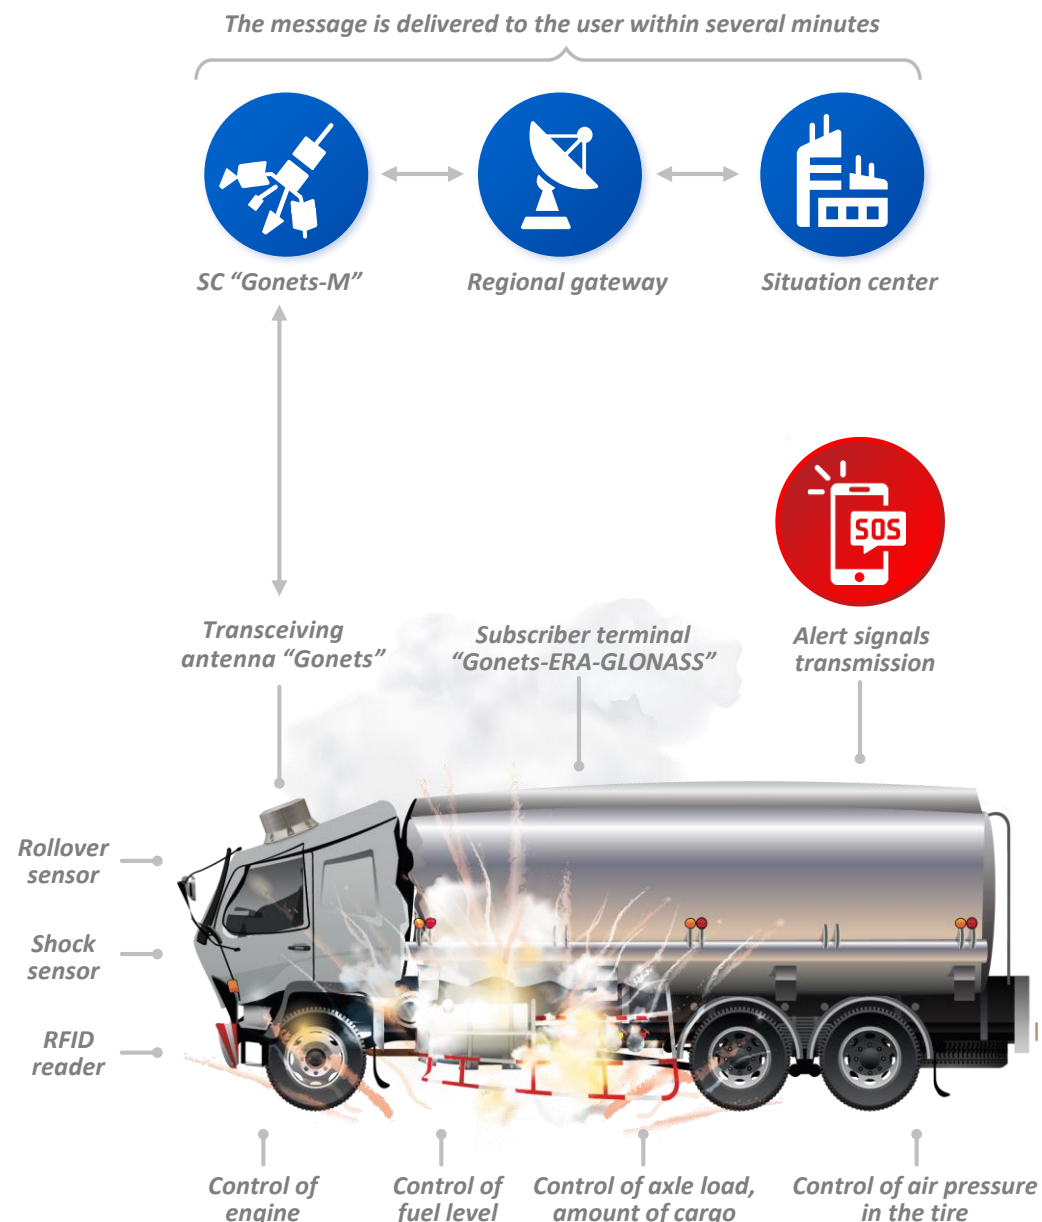 The message is delivered to the user within several minutes
SC “Gonets-M”
Regional gateway
Situation center
SOS
Transceiving
antenna “Gonets”
Subscriber terminal
“Gonets-ERA-GLONASS”
Alert signals
transmission
Rollover
sensor
Shock
sensor
RFID
reader
Control of
engine
Control of
fuel level
Control of axle load,
amount of cargo
Control of air pressure
in the tire